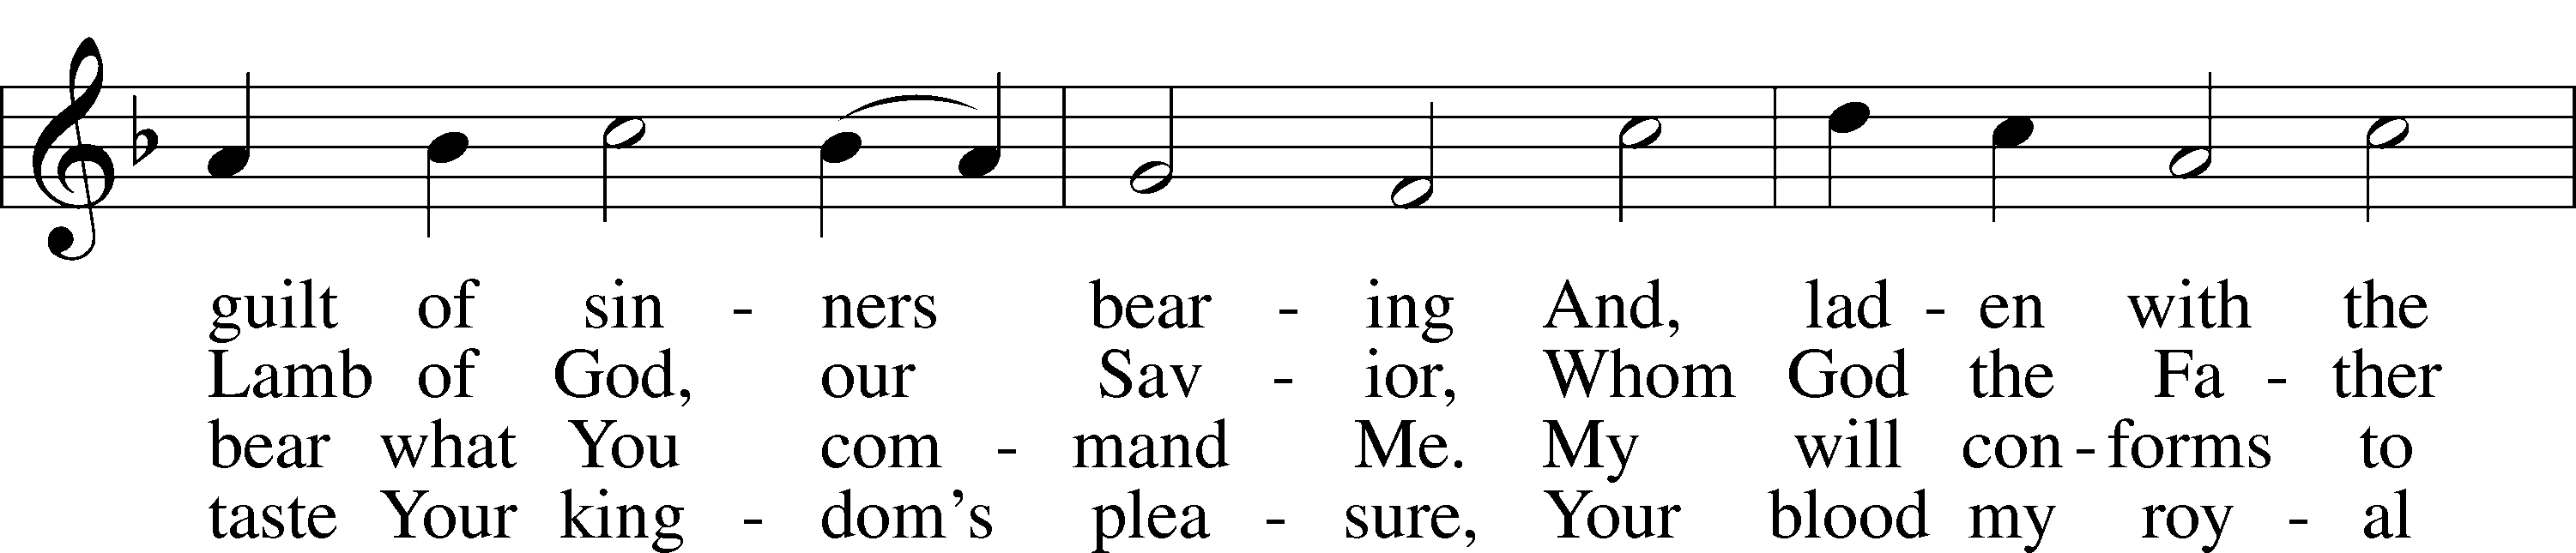 guilt of sin - ners bear - ing And, lad - en with the
Lamb of God, our Sav - ior, Whom God the Fa - ther
bear what You com - mand Me. My will con - forms to
taste Your king - dom's plea - sure, Your blood my roy - al